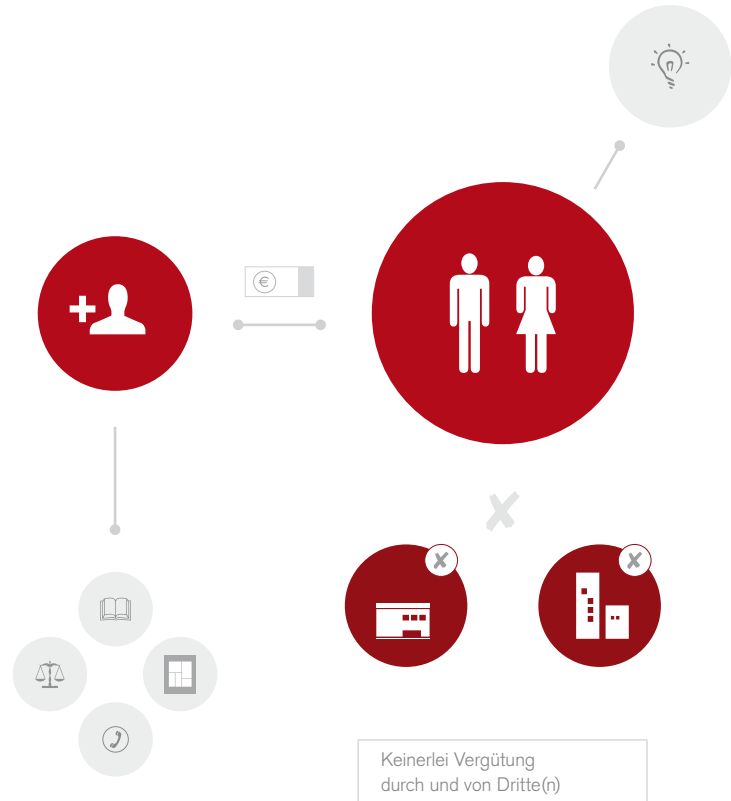 €
Keinerlei Vergütung
durch und von Dritte(n)